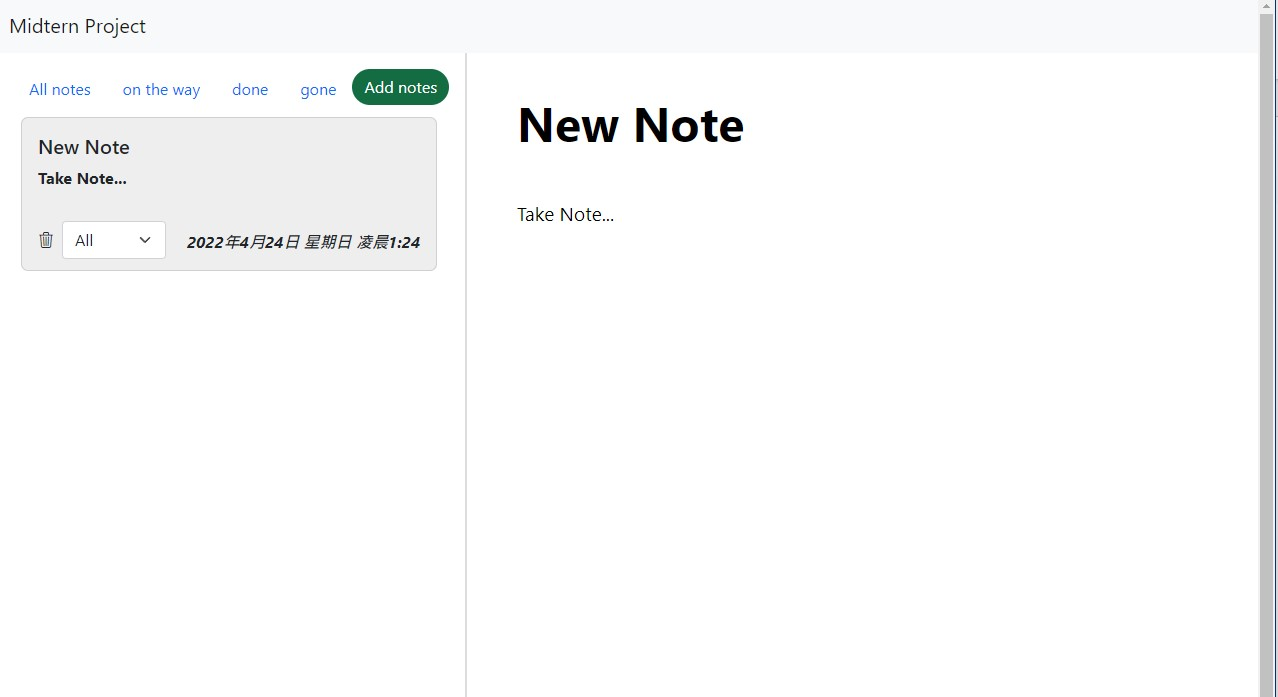 Midtern Project
All notes on the way done gone Add notes
New Note
Take Note...
All 2022年4月24日 星期日 凌晨1:24
New Note
Take Note...